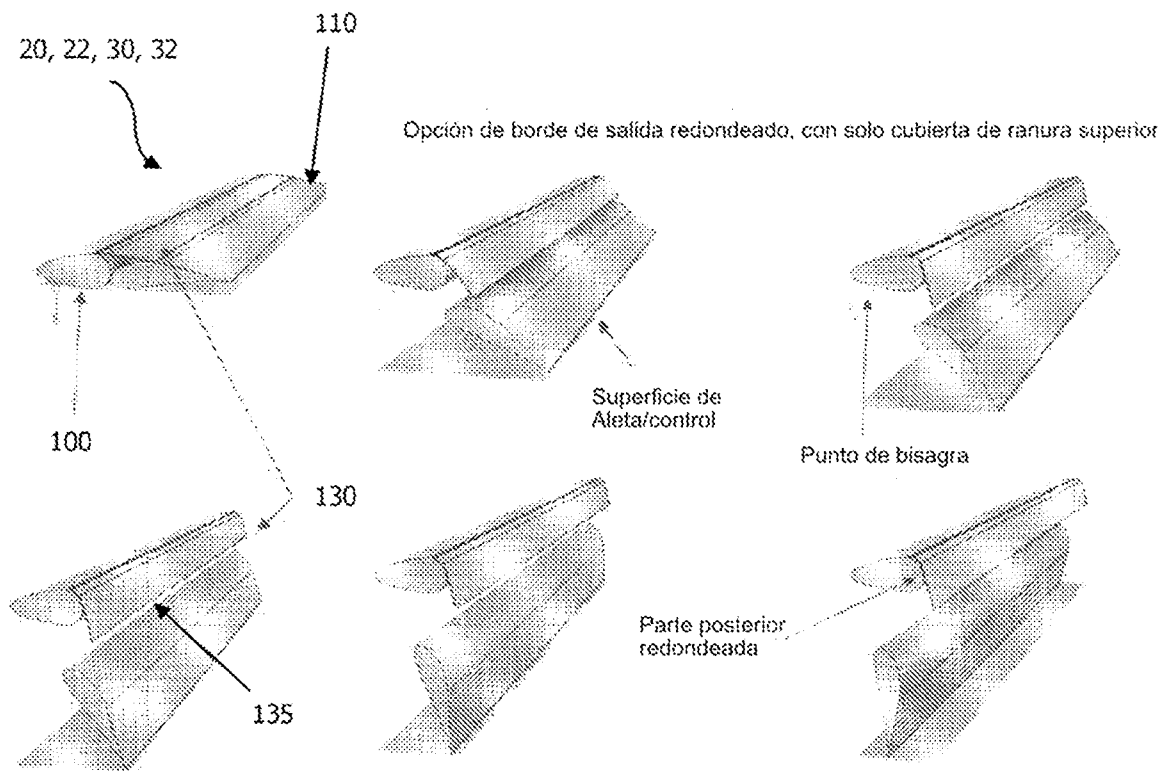 110
20, 22, 30, 32
Opción de borde de salida redondeado, con solo cubierta de ranura superior
Superficie de
Aleta/control
100
Punto de bisagra
130
Parte posterior
redondeada
135